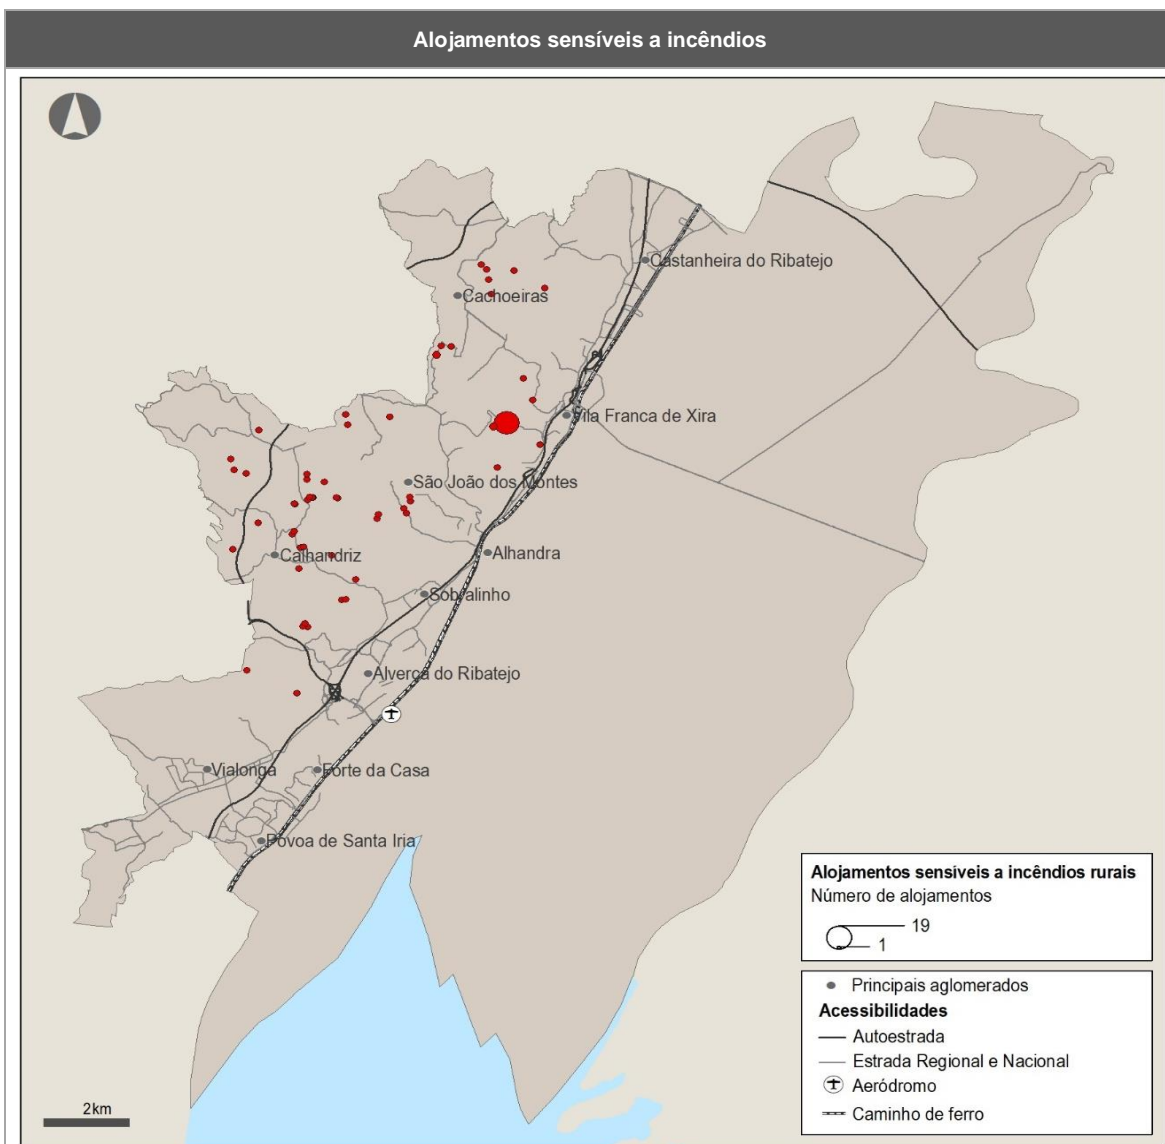 Alojamentos sensíveis a incêndios
Castanheira do Ribatejo
Cachoeiras
Vila Franca de Xira
São João dos Montes
Alhandra
Calhandriz
Sobralinho
Alverca do Ribatejo
Vialonga
Forte da Casa
Póvoa de Santa Iria
Alojamentos sensíveis a incêndios rurais
Número de alojamentos
19
1
Principais aglomerados
Acessibilidades
Autoestrada
Estrada Regional e Nacional
Aeródromo
Caminho de ferro
2km